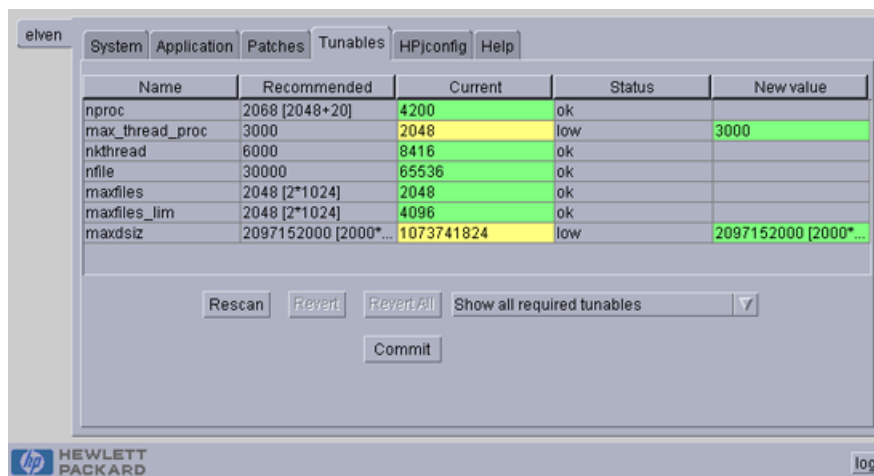 elven
System Application Patches Tunables HPjconfig Help
Name Recommended Current Status New value
nproc 2068 [2048+20] 4200 ok
max_thread_proc 3000 2048 low 3000
nkthread 6000 8416 ok
nfile 30000 65536 ok
maxfiles 2048 [2*1024] 2048 ok
maxfiles_lim 2048 [2*1024] 4096 ok
maxdsiz 2097152000 [2000*... 1073741824 low 2097152000 [2000*...
Rescan Revert Revert All Show all required tunables
Commit
hp HEWLETT
PACKARD
log